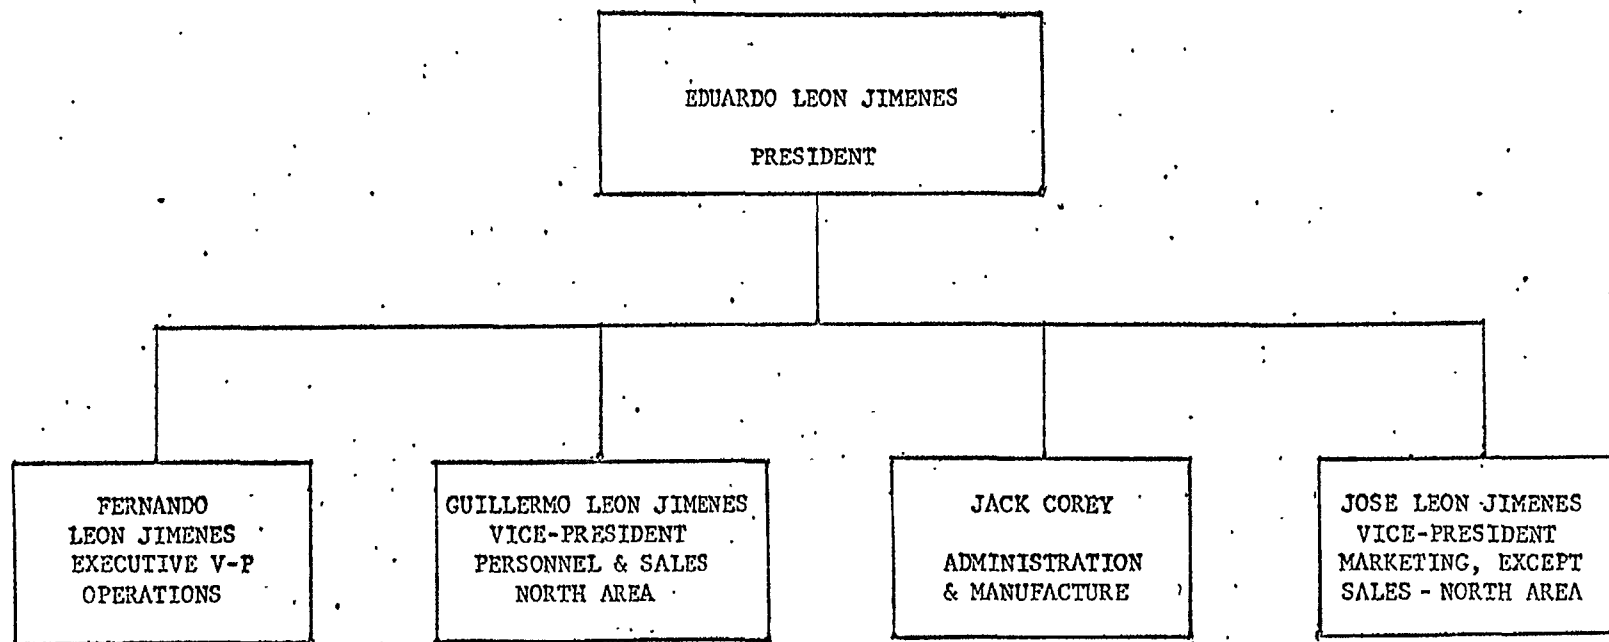 EDUARDO LEON JIMENES
PRESIDENT
FERNANDO
LEON JIMENES
EXECUTIVE V-P
OPERATIONS
GUILLERMO LEON JIMENES
VICE-PRESIDENT
PERSONNEL & SALES
NORTH AREA
JACK COREY
ADMINISTRATION
& MANUFACTURE
JOSE LEON JIMENES
VICE-PRESIDENT
MARKETING, EXCEPT
SALES - NORTH AREA